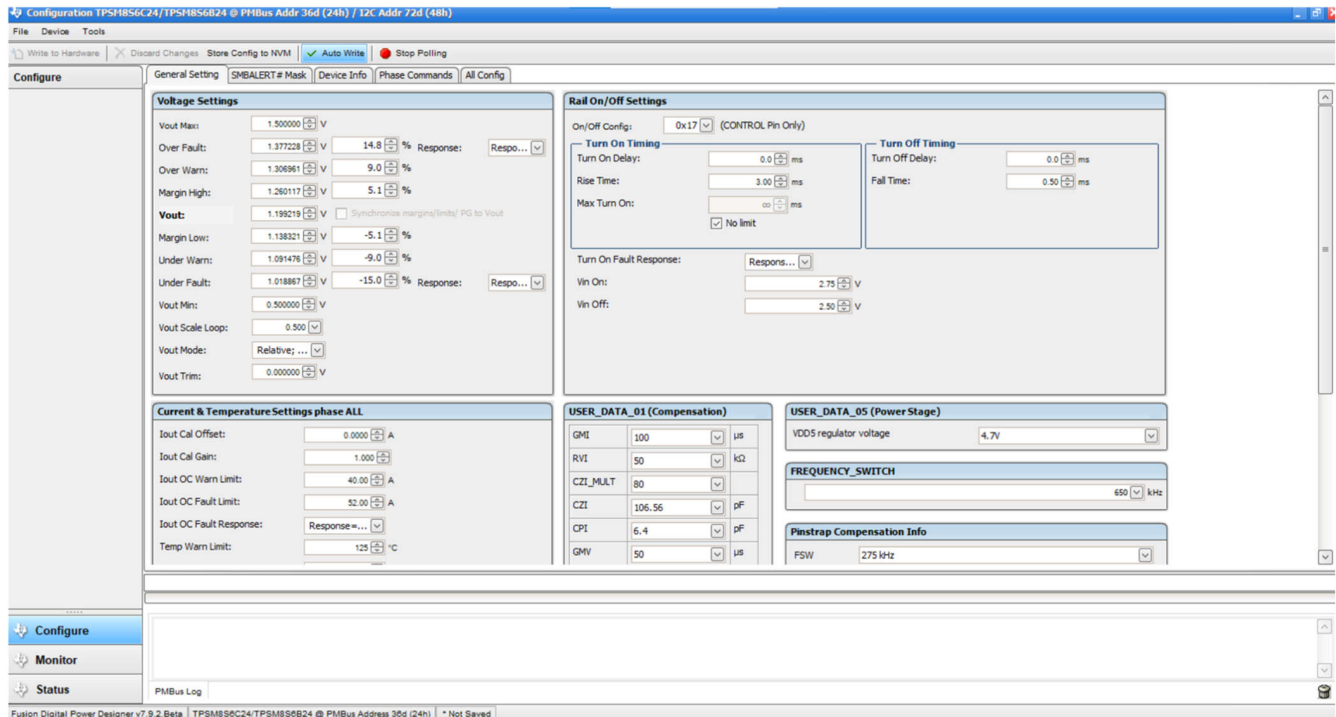 Configuration TPSM8S6C24/TPSM8S6B24 @ PMBus Addr 36d (24h) / I2C Addr 72d (48h)
File Device Tools
Write to Hardware Discard Changes Store Config to NVM Auto Write Stop Polling
Configure
General Setting SMBALERT# Mask Device Info Phase Commands All Config
Voltage Settings
Vout Max: 1.500000 V
Over Fault: 1.377228 V 14.8 % Response: Respo...
Over Warn: 1.306961 V 9.0 %
Margin High: 1.260117 V 5.1 %
Vout: 1.199219 V Synchronize margins/limits/ PG to Vout
Margin Low: 1.138321 V -5.1 %
Under Warn: 1.091476 V -9.0 %
Under Fault: 1.018867 V -15.0 % Response: Respo...
Vout Min: 0.500000 V
Vout Scale Loop: 0.500
Vout Mode: Relative; ...
Vout Trim: 0.000000 V
Rail On/Off Settings
On/Off Config: 0x17 (CONTROL Pin Only)
Turn On Timing
Turn On Delay: 0.0 ms
Rise Time: 3.00 ms
Max Turn On: ∞ ms
No limit
Turn Off Timing
Turn Off Delay: 0.0 ms
Fall Time: 0.50 ms
Turn On Fault Response: Respons...
Vin On: 2.75 V
Vin Off: 2.50 V
Current & Temperature Settings phase ALL
Iout Cal Offset: 0.0000 A
Iout Cal Gain: 1.000
Iout OC Warn Limit: 40.00 A
Iout OC Fault Limit: 52.00 A
Iout OC Fault Response: Response=...
Temp Warn Limit: 125 °C
USER_DATA_01 (Compensation)
GMI 100 µs
RVI 50 kΩ
CZI_MULT 80
CZI 106.56 pF
CPI 6.4 pF
GMV 50 µs
USER_DATA_05 (Power Stage)
VDD5 regulator voltage 4.7V
FREQUENCY_SWITCH
650 kHz
Pinstrap Compensation Info
FSW 275 kHz
Configure
Monitor
Status
PMBus Log
Fusion Digital Power Designer v7.9.2.Beta TPSM8S6C24/TPSM8S6B24 @ PMBus Address 36d (24h) * Not Saved